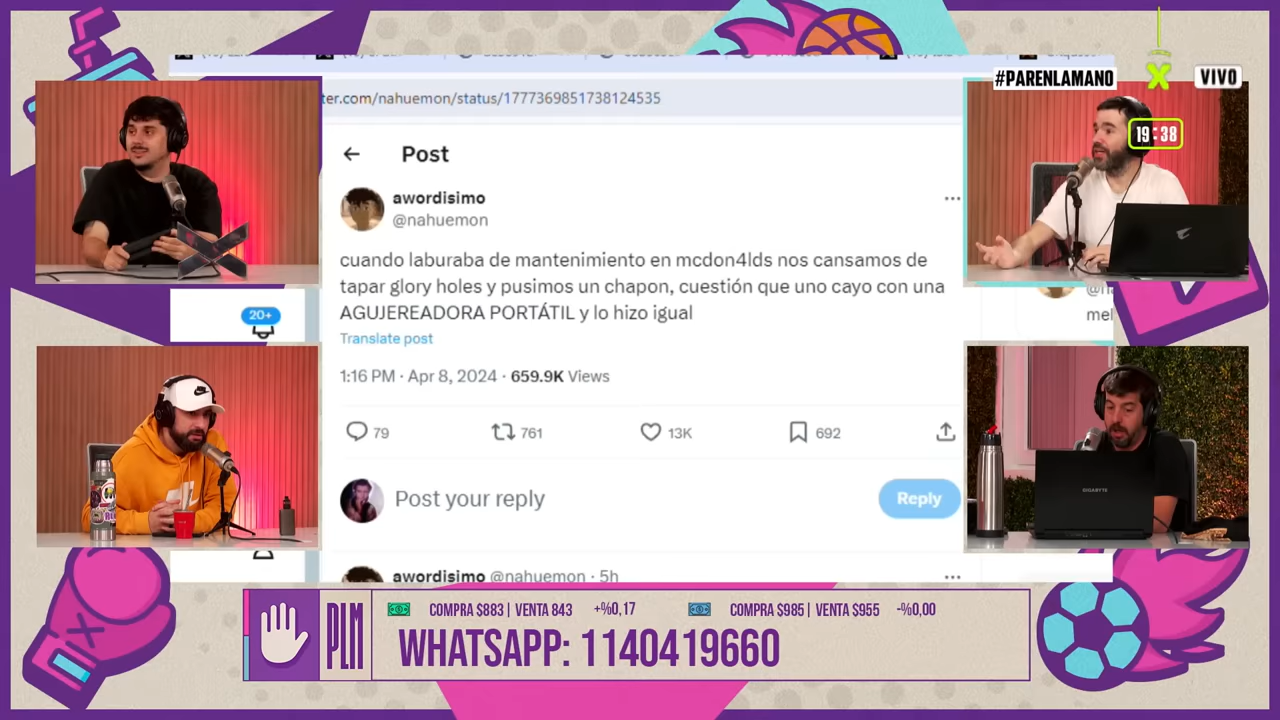 #PARENLAMANO
X
VIVO
19:38
ter.com/nahuemon/status/1777369851738124535
Post
awordisimo
@nahuemon
cuando laburaba de mantenimiento en mcdon4lds nos cansamos de
tapar glory holes y pusimos un chapon, cuestión que uno cayo con una
AGUJEREADORA PORTÁTIL y lo hizo igual
Translate post
1:16 PM · Apr 8, 2024 · 659.9K Views
79 761 13K 692
Post your reply
Reply
awordisimo @nahuemon · 5h
20+
mel
GIGABYTE
PLM
COMPRA $883 | VENTA 843 +%0,17 COMPRA $985 | VENTA $955 -%0,00
WHATSAPP: 1140419660